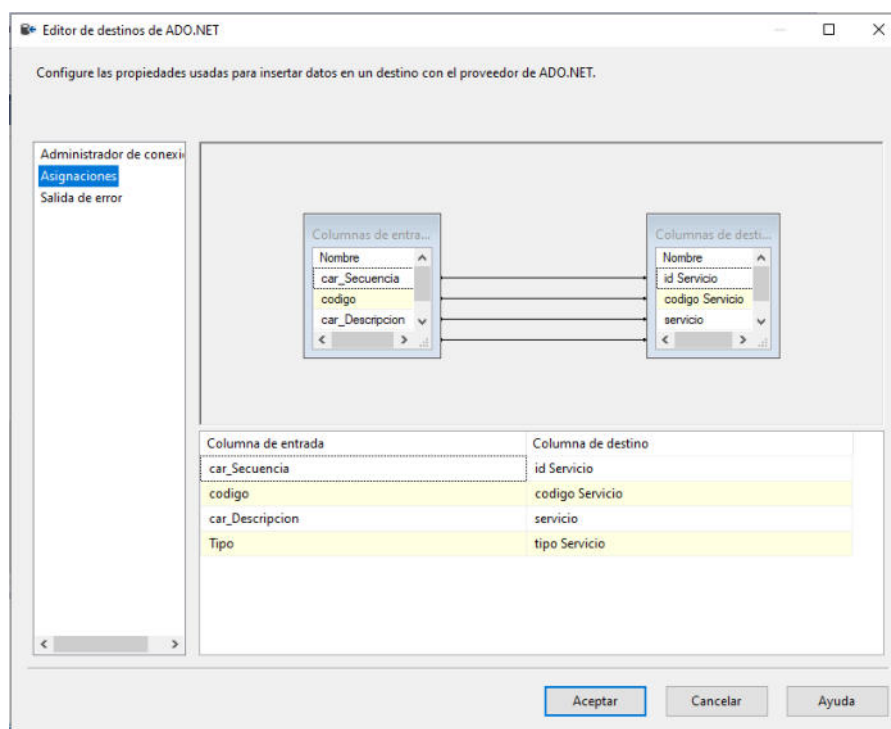 Editor de destinos de ADO.NET
Configure las propiedades usadas para insertar datos en un destino con el proveedor de ADO.NET.
Administrador de conexi
Asignaciones
Salida de error
Columnas de entra...
Nombre
car_Secuencia
codigo
car_Descripcion
Columnas de desti...
Nombre
id Servicio
codigo Servicio
servicio
Columna de entrada Columna de destino
car_Secuencia id Servicio
codigo codigo Servicio
car_Descripcion servicio
Tipo tipo Servicio
Aceptar Cancelar Ayuda